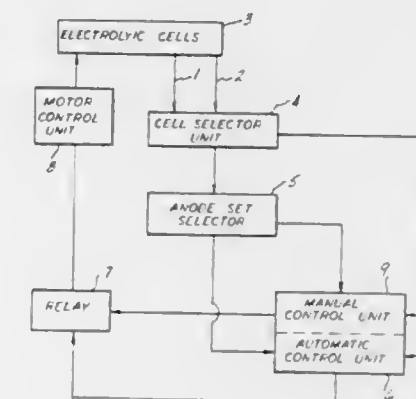 3
ELECTROLYIC CELLS
1
2
4
MOTOR
CONTROL
UNIT
8
CELL SELECTOR
UNIT
5
ANODE SET
SELECTOR
7
RELAY
9
MANUAL CONTROL
UNIT
AUTOMATIC
CONTROL UNIT